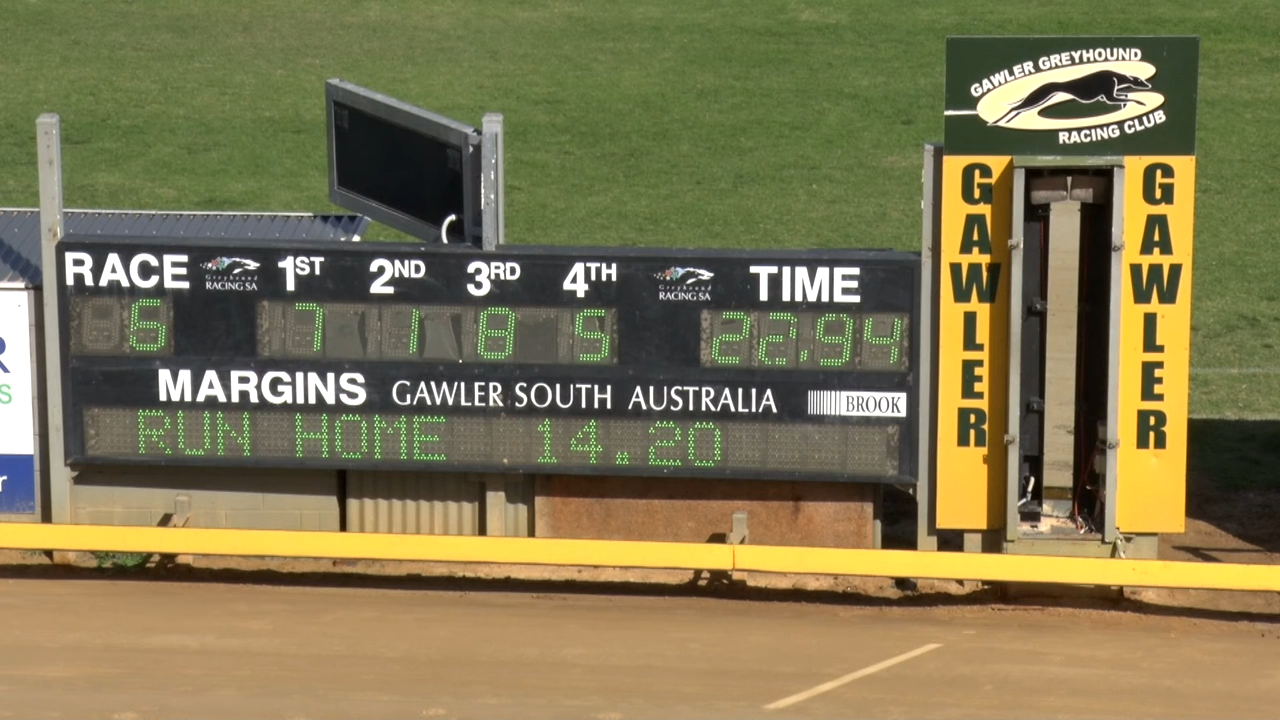 GAWLER GREYHOUND
RACING CLUB
GAWLER
GAWLER
RACE
Greyhound
RACING SA
1ST
2ND
3RD
4TH
Greyhound
RACING SA
TIME
6
7
1
8
5
22.94
MARGINS
GAWLER SOUTH AUSTRALIA
BROOK
RUN HOME 14.20
R
S
r